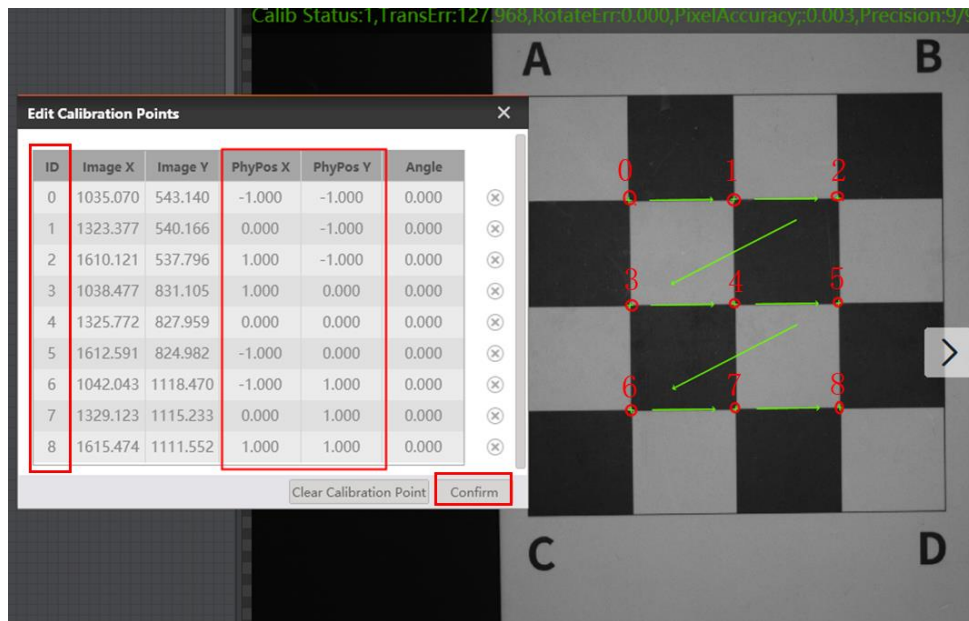 Calib Status:1,TransErr:127.968,RotateErr:0.000,PixelAccuracy,:0.003,Precision:9/9
A B
Edit Calibration Points
ID Image X Image Y PhyPos X PhyPos Y Angle
0 1035.070 543.140 -1.000 -1.000 0.000
1 1323.377 540.166 0.000 -1.000 0.000
2 1610.121 537.796 1.000 -1.000 0.000
3 1038.477 831.105 1.000 0.000 0.000
4 1325.772 827.959 0.000 0.000 0.000
5 1612.591 824.982 -1.000 0.000 0.000
6 1042.043 1118.470 -1.000 1.000 0.000
7 1329.123 1115.233 0.000 1.000 0.000
8 1615.474 1111.552 1.000 1.000 0.000
Clear Calibration Point Confirm
0 1 2
3 4 5
6 7 8
C D